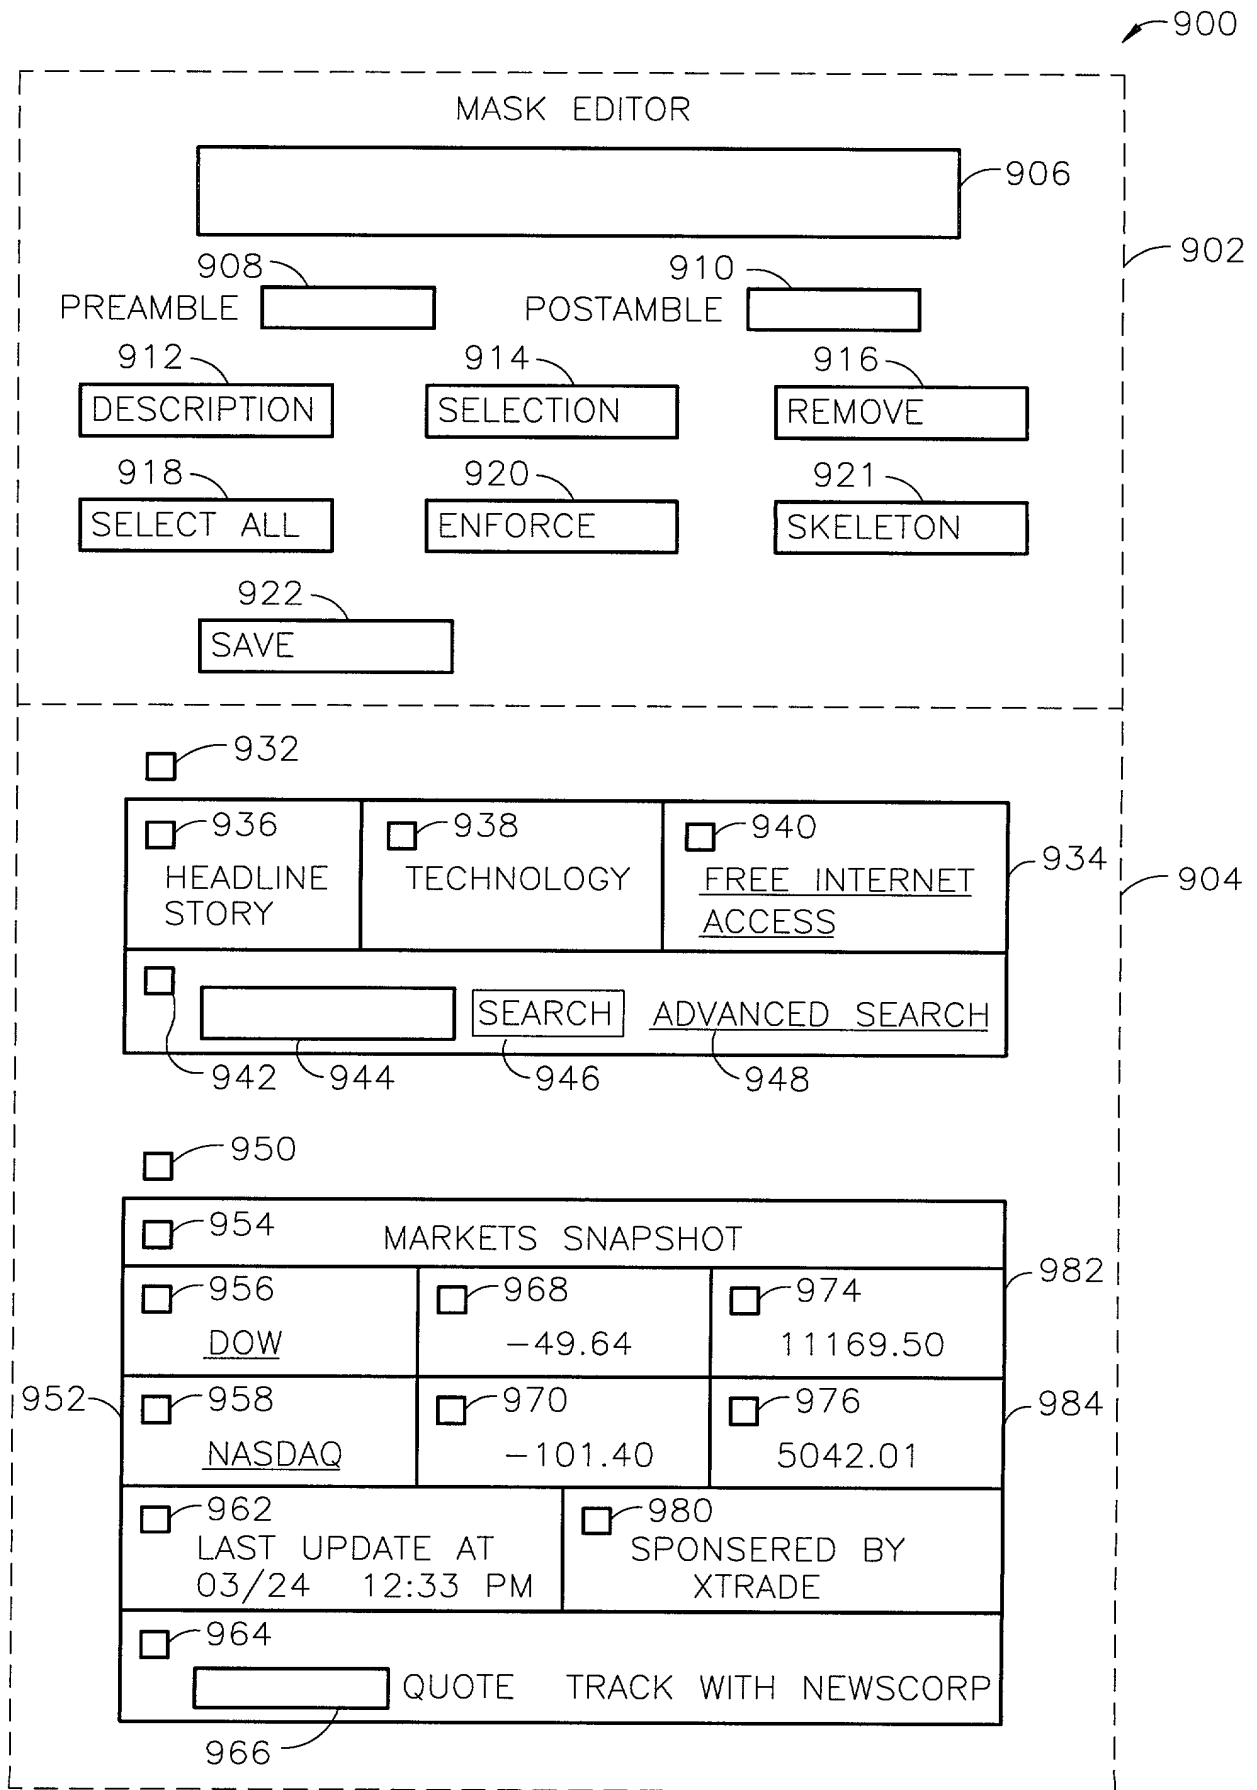 900
MASK EDITOR
906
902
908 910
PREAMBLE POSTAMBLE
912 914 916
DESCRIPTION SELECTION REMOVE
918 920 921
SELECT ALL ENFORCE SKELETON
922
SAVE
932
936 938 940
934
904
HEADLINE STORY
TECHNOLOGY
FREE INTERNET
ACCESS
SEARCH ADVANCED SEARCH
942 944 946 948
950
954
MARKETS SNAPSHOT
956 968 974 982
DOW -49.64 11169.50
952 958 970 976 984
NASDAQ -101.40 5042.01
962 980
LAST UPDATE AT
03/24 12:33 PM
SPONSERED BY
XTRADE
964
QUOTE TRACK WITH NEWSCORP
966